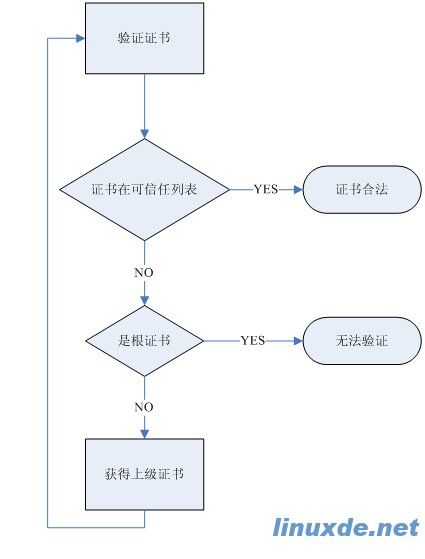 验证证书
证书在可信任列表
YES
证书合法
NO
是根证书
YES
无法验证
NO
获得上级证书
linuxde.net